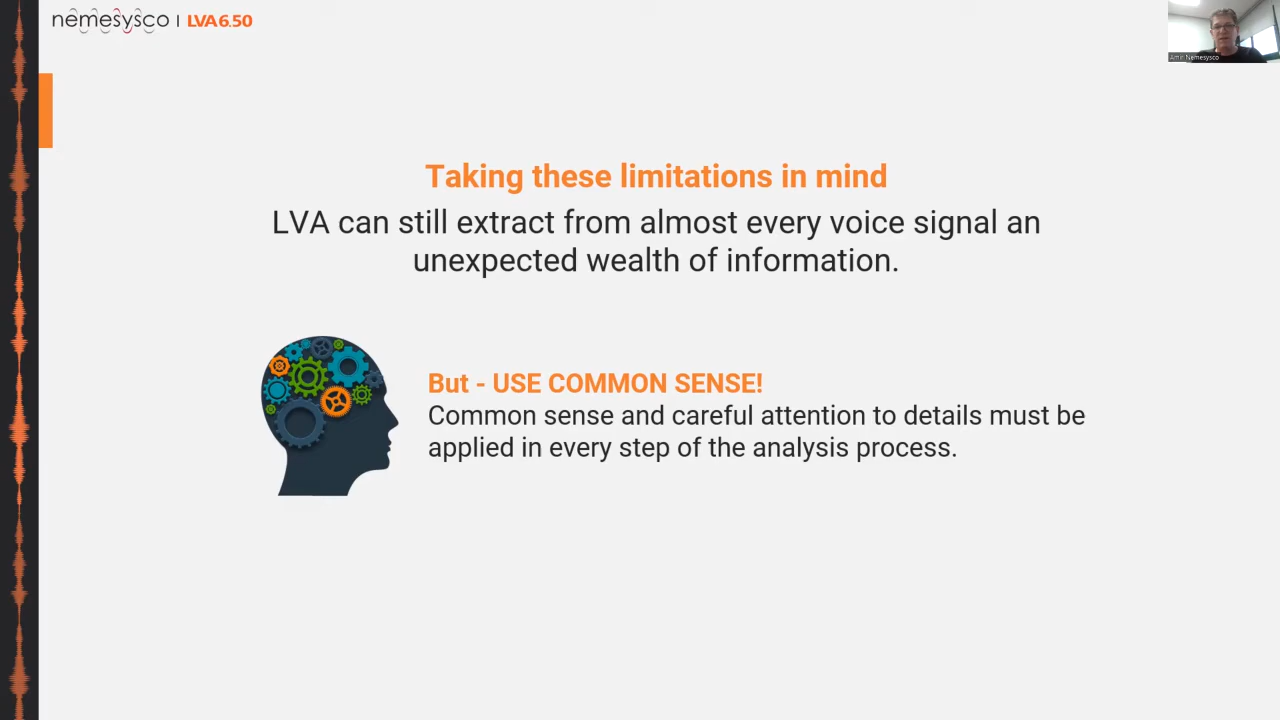 nemesysco | LVA6.50
Amir Nemesysco
Taking these limitations in mind
LVA can still extract from almost every voice signal an
unexpected wealth of information.
But - USE COMMON SENSE!
Common sense and careful attention to details must be
applied in every step of the analysis process.